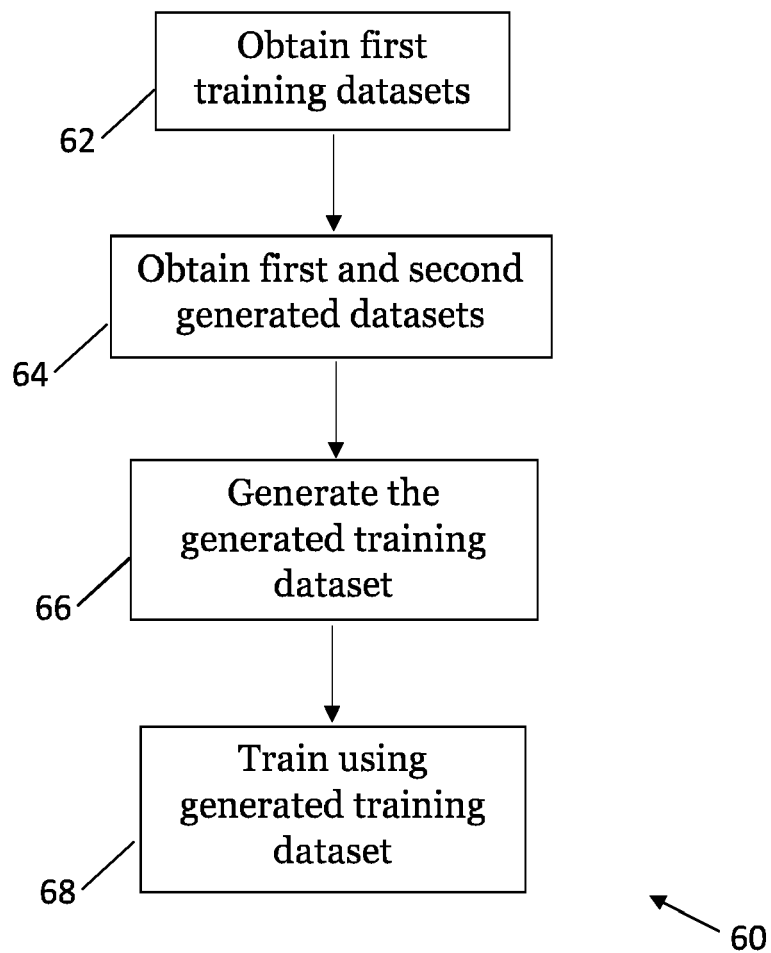 Obtain first
training datasets
62
Obtain first and second
generated datasets
64
Generate the
generated training
dataset
66
Train using
generated training
dataset
68
60